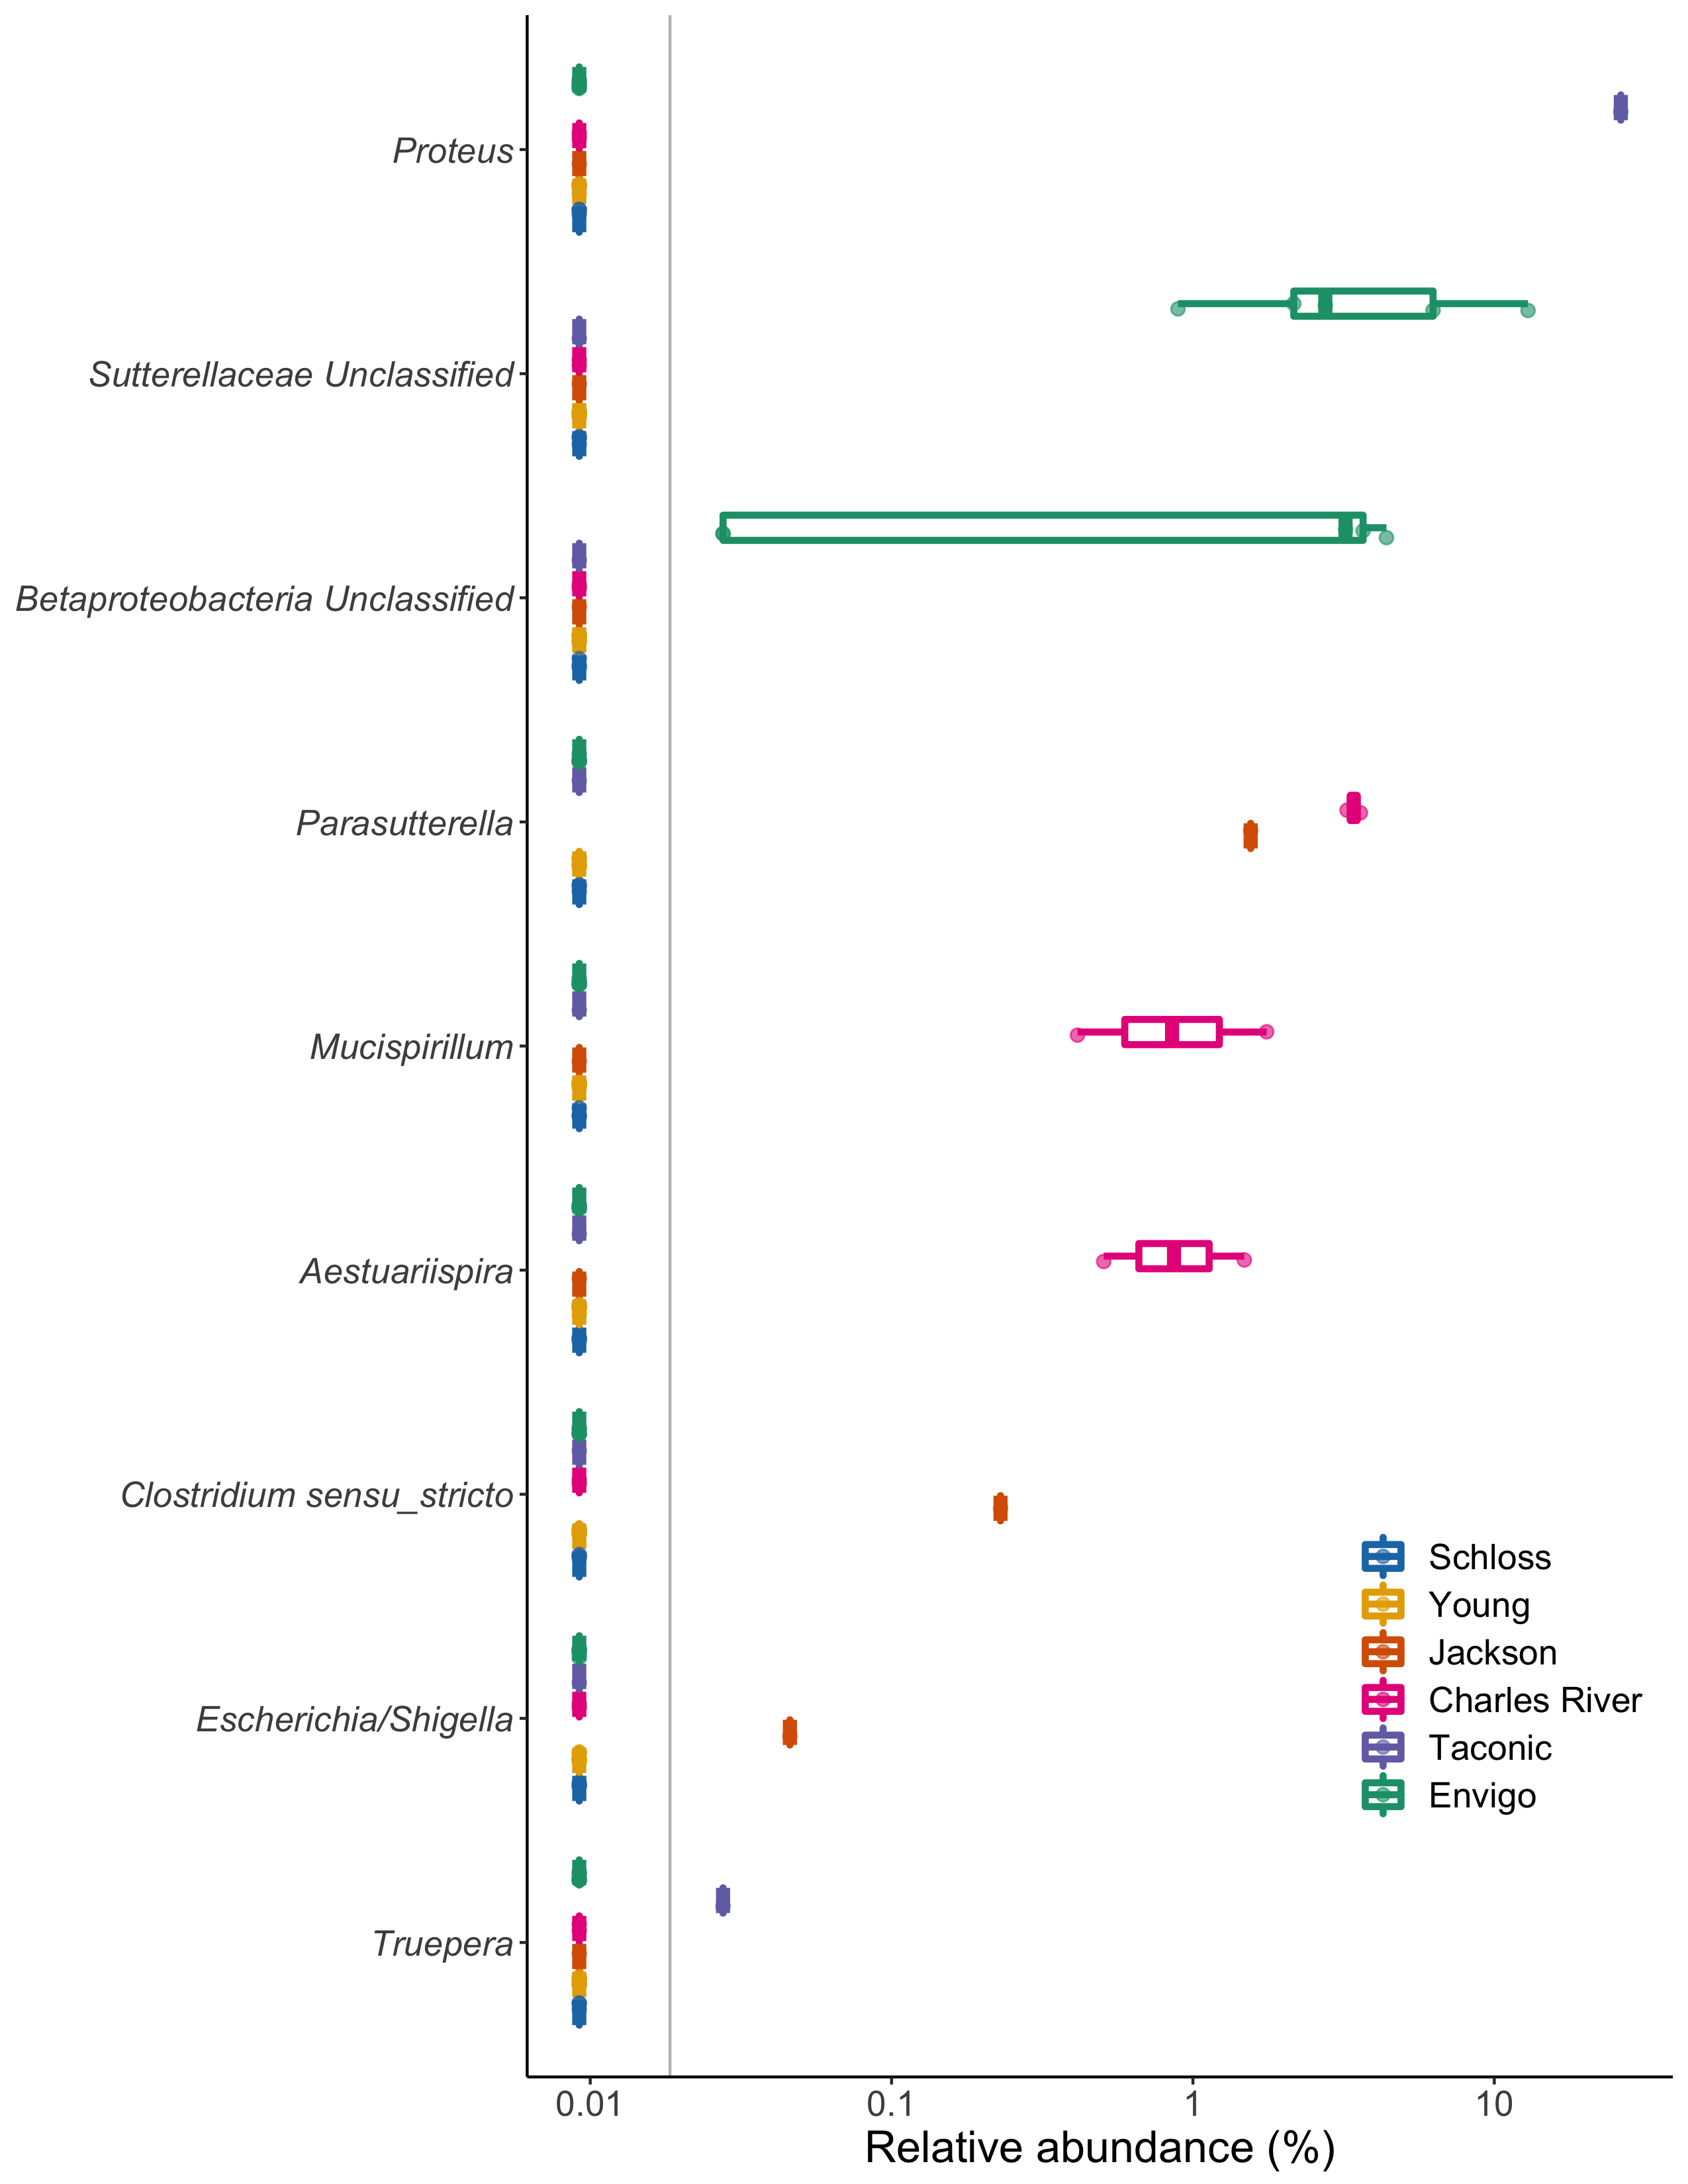 Proteus
Sutterellaceae Unclassified
Betaproteobacteria Unclassified
Parasutterella
Mucispirillum
Aestuariispira
Clostridium sensu_stricto
Escherichia/Shigella
Truepera
Schloss
Young
Jackson
Charles River
Taconic
Envigo
0.01 0.1 1 10
Relative abundance (%)